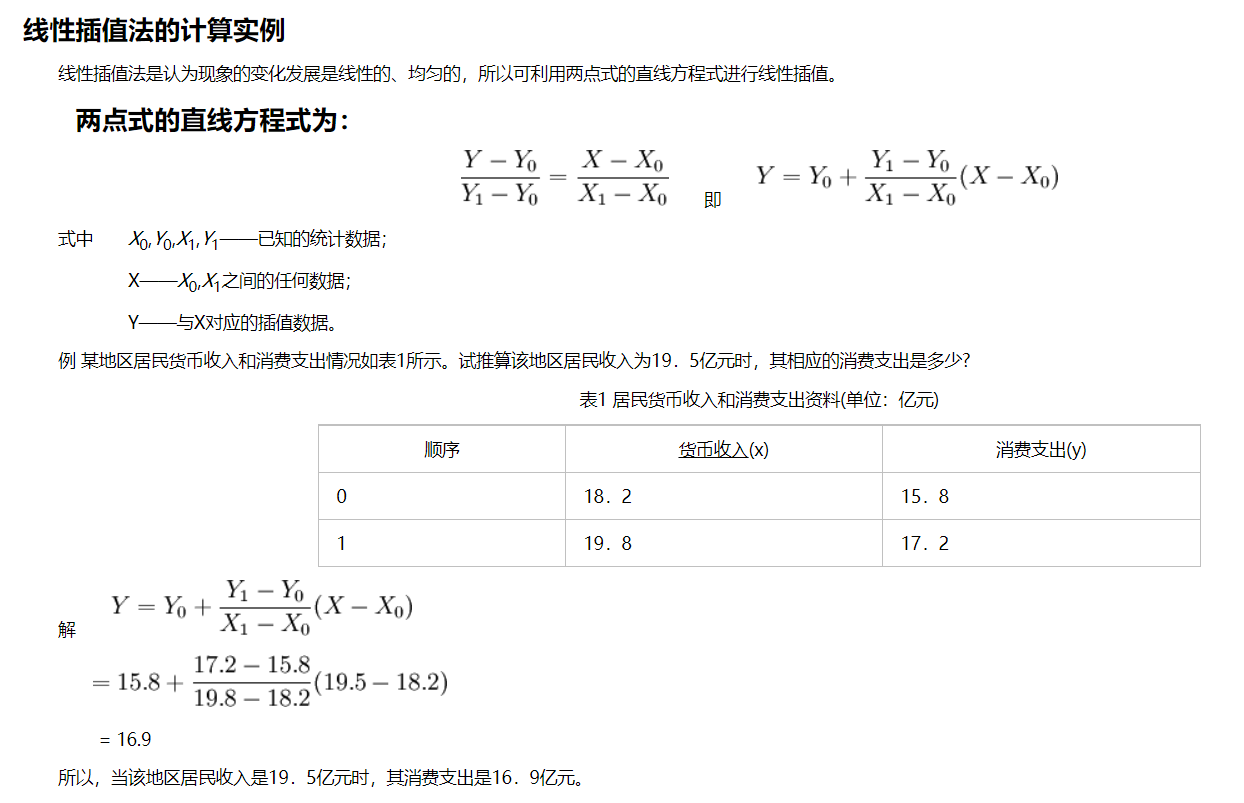 线性插值法的计算实例
线性插值法是认为现象的变化发展是线性的、均匀的，所以可利用两点式的直线方程式进行线性插值。
两点式的直线方程式为：
\frac{Y - Y_0}{Y_1 - Y_0} = \frac{X - X_0}{X_1 - X_0} 即 Y = Y_0 + \frac{Y_1 - Y_0}{X_1 - X_0}(X - X_0)
式中 X_0, Y_0, X_1, Y_1——已知的统计数据；
X——X_0, X_1之间的任何数据；
Y——与X对应的插值数据。
例 某地区居民货币收入和消费支出情况如表1所示。试推算该地区居民收入为19．5亿元时，其相应的消费支出是多少？
表1 居民货币收入和消费支出资料(单位：亿元)
顺序 货币收入(x) 消费支出(y)
0 18．2 15．8
1 19．8 17．2
解 Y = Y_0 + \frac{Y_1 - Y_0}{X_1 - X_0}(X - X_0)
= 15.8 + \frac{17.2 - 15.8}{19.8 - 18.2}(19.5 - 18.2)
= 16.9
所以，当该地区居民收入是19．5亿元时，其消费支出是16．9亿元。